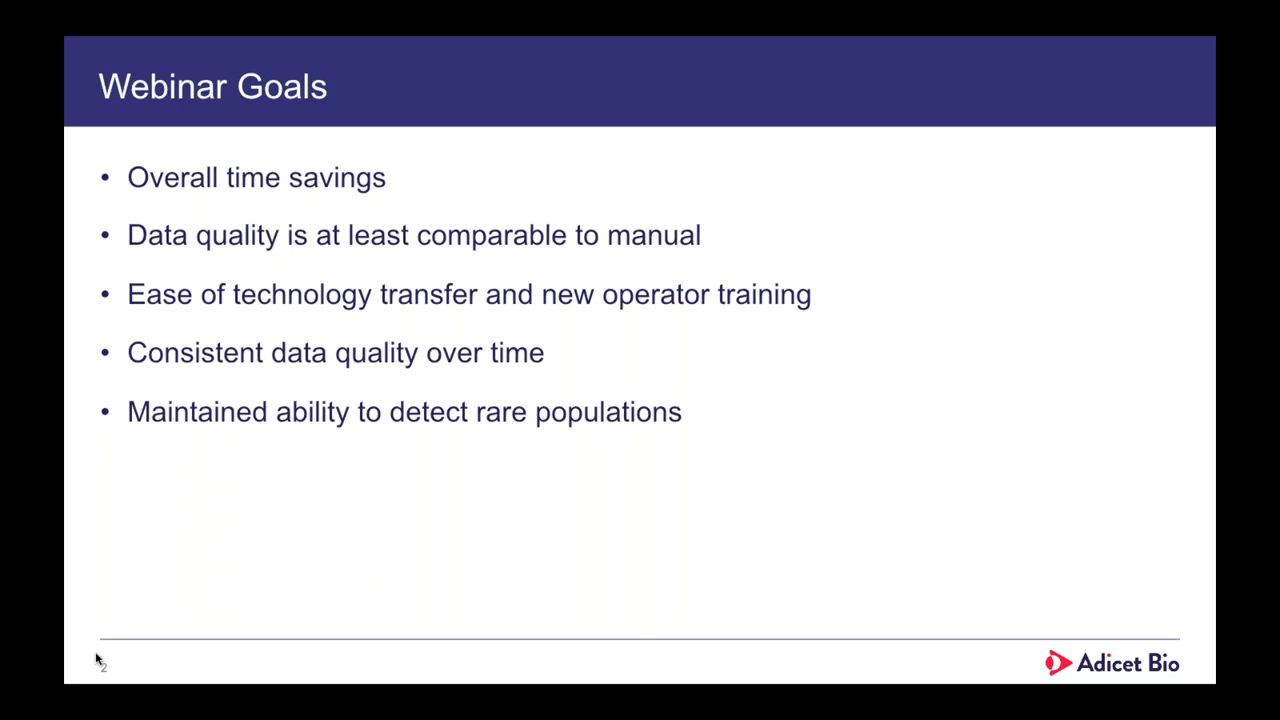 Webinar Goals
• Overall time savings
• Data quality is at least comparable to manual
• Ease of technology transfer and new operator training
• Consistent data quality over time
• Maintained ability to detect rare populations
2
Adicet Bio